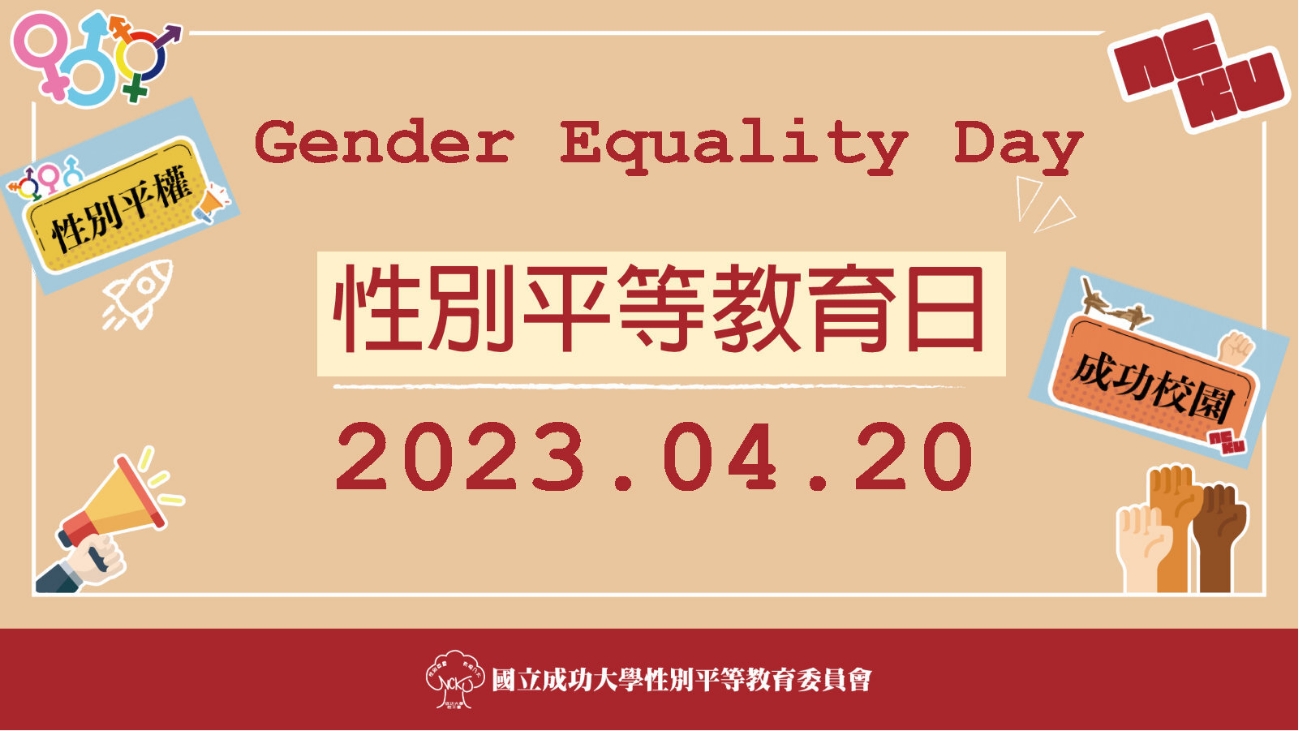 NCKU
Gender Equality Day
性別平權
性別平等教育日
成功校園
NCKU
2023.04.20
NCKU
國立成功大學性別平等教育委員會